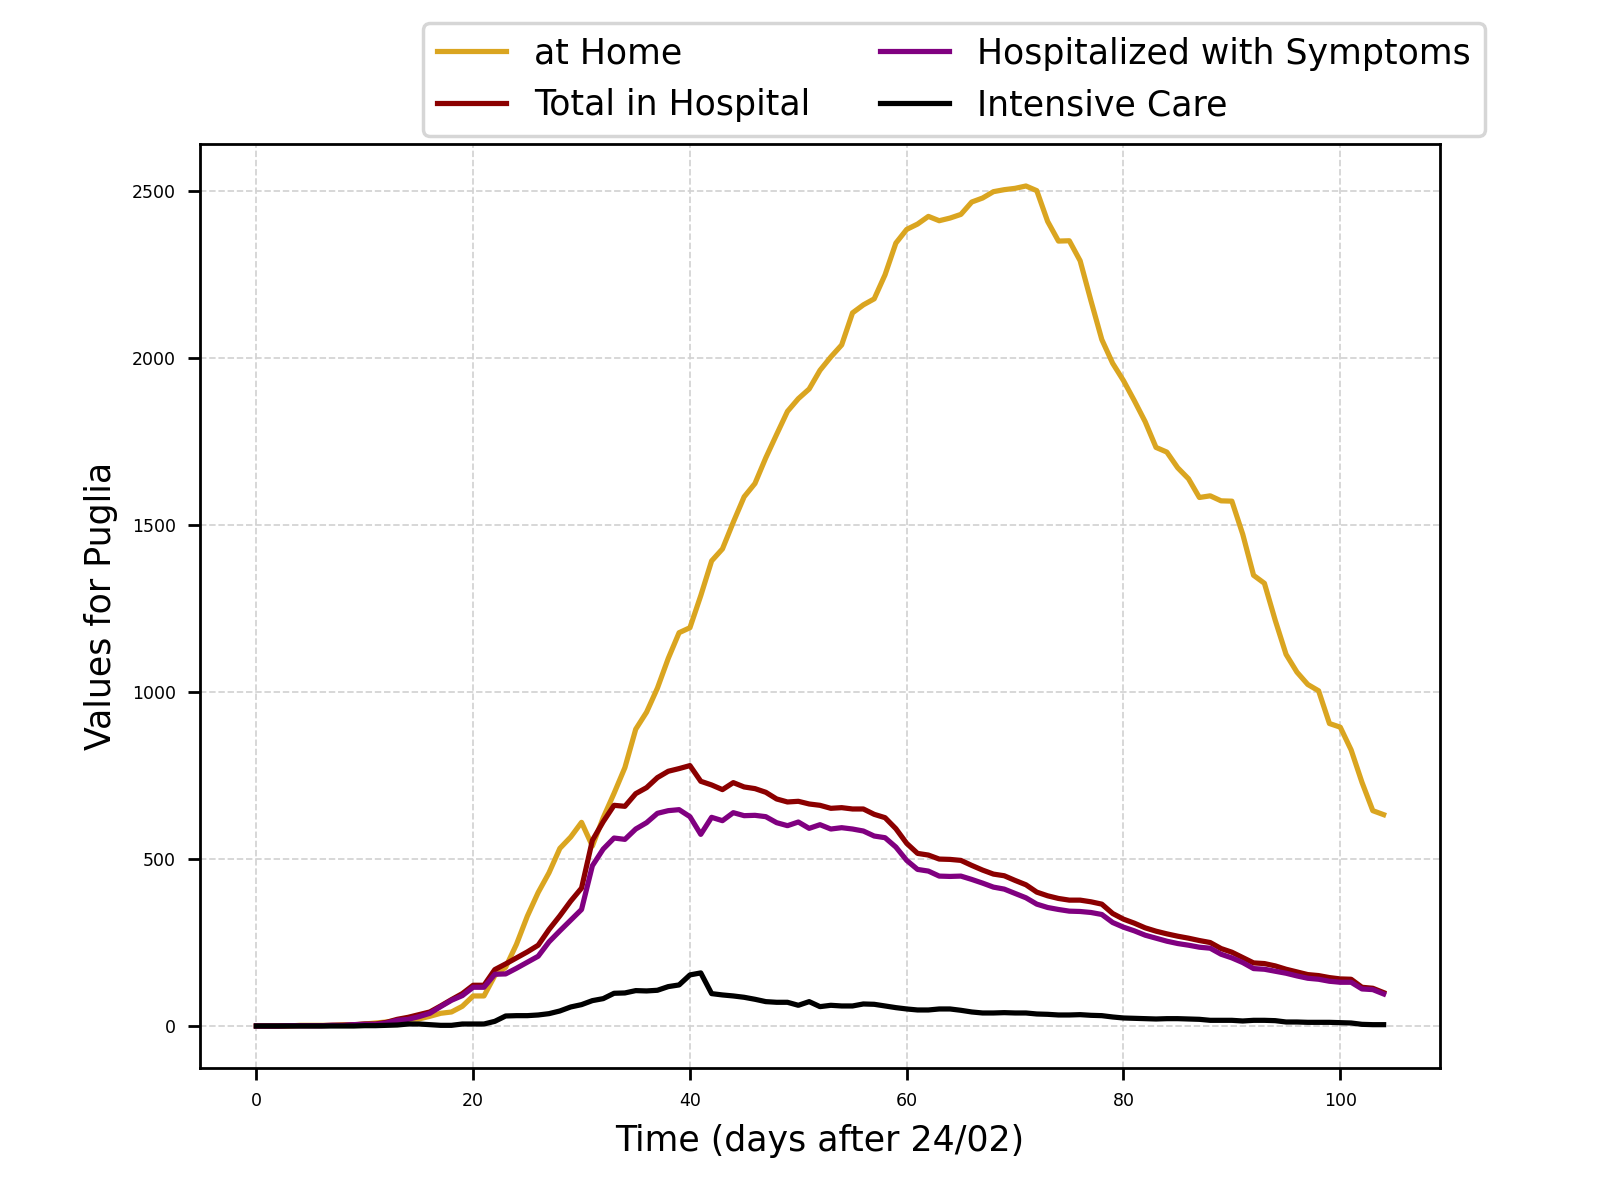 at Home
Total in Hospital
Hospitalized with Symptoms
Intensive Care
Values for Puglia
2500
2000
1500
1000
500
0
0 20 40 60 80 100
Time (days after 24/02)